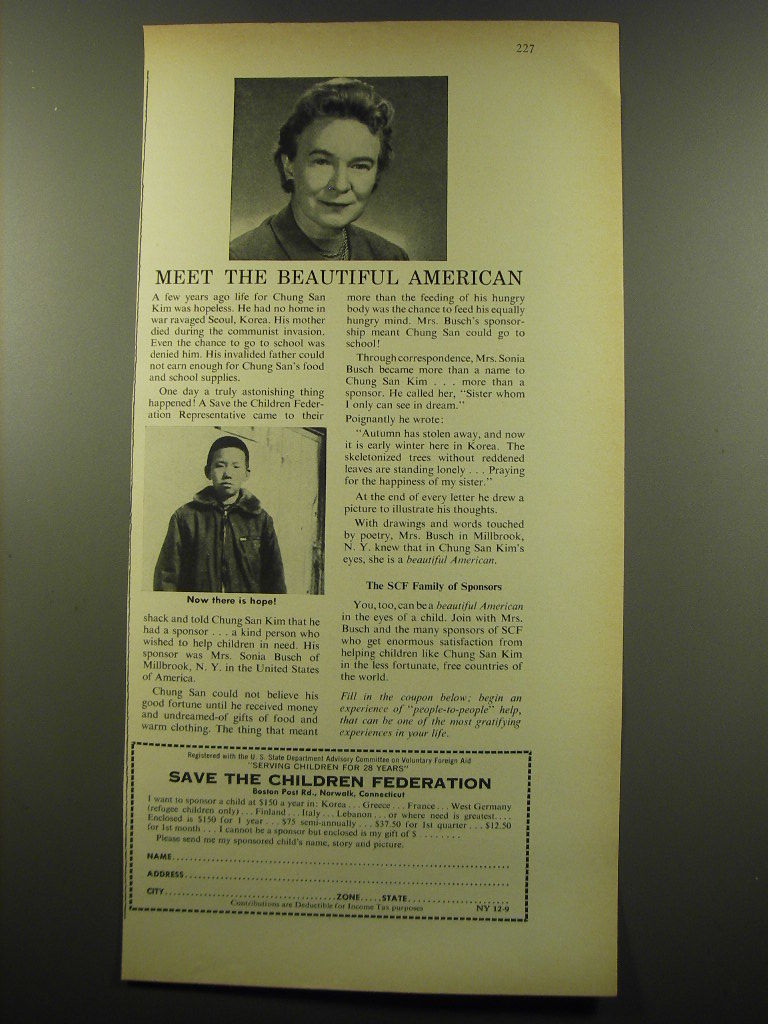 227
MEET THE BEAUTIFUL AMERICAN
A few years ago life for Chung San
Kim was hopeless. He had no home in
war ravaged Seoul, Korea. His mother
died during the communist invasion.
Even the chance to go to school was
denied him. His invalided father could
not earn enough for Chung San's food
and school supplies.
One day a truly astonishing thing
happened! A Save the Children Feder-
ation Representative came to their
Now there is hope!
shack and told Chung San Kim that he
had a sponsor . . . a kind person who
wished to help children in need. His
sponsor was Mrs. Sonia Busch of
Millbrook, N. Y. in the United States
of America.
Chung San could not believe his
good fortune until he received money
and undreamed-of gifts of food and
warm clothing. The thing that meant
more than the feeding of his hungry
body was the chance to feed his equally
hungry mind. Mrs. Busch's sponsor-
ship meant Chung San could go to
school!
Through correspondence, Mrs. Sonia
Busch became more than a name to
Chung San Kim . . . more than a
sponsor. He called her, "Sister whom
I only can see in dream."
Poignantly he wrote:
"Autumn has stolen away, and now
it is early winter here in Korea. The
skeletonized trees without reddened
leaves are standing lonely . . . Praying
for the happiness of my sister."
At the end of every letter he drew a
picture to illustrate his thoughts.
With drawings and words touched
by poetry, Mrs. Busch in Millbrook,
N. Y. knew that in Chung San Kim's
eyes, she is a beautiful American.
The SCF Family of Sponsors
You, too, can be a beautiful American
in the eyes of a child. Join with Mrs.
Busch and the many sponsors of SCF
who get enormous satisfaction from
helping children like Chung San Kim
in the less fortunate, free countries of
the world.
Fill in the coupon below; begin an
experience of "people-to-people" help,
that can be one of the most gratifying
experiences in your life.
Registered with the U. S. State Department Advisory Committee on Voluntary Foreign Aid
"SERVING CHILDREN FOR 28 YEARS"
SAVE THE CHILDREN FEDERATION
Boston Post Rd., Norwalk, Connecticut
I want to sponsor a child at $150 a year in: Korea . . . Greece . . . France . . . West Germany
(refugee children only) . . . Finland . . . Italy . . . Lebanon . . . or where need is greatest. . . .
Enclosed is $150 for 1 year . . . $75 semi-annually . . . $37.50 for 1st quarter . . . $12.50
for 1st month . . . I cannot be a sponsor but enclosed is my gift of $ . . . . . . . .
Please send me my sponsored child's name, story and picture.
NAME
ADDRESS
CITY ZONE STATE
Contributions are Deductible for Income Tax purposes NY 12-9